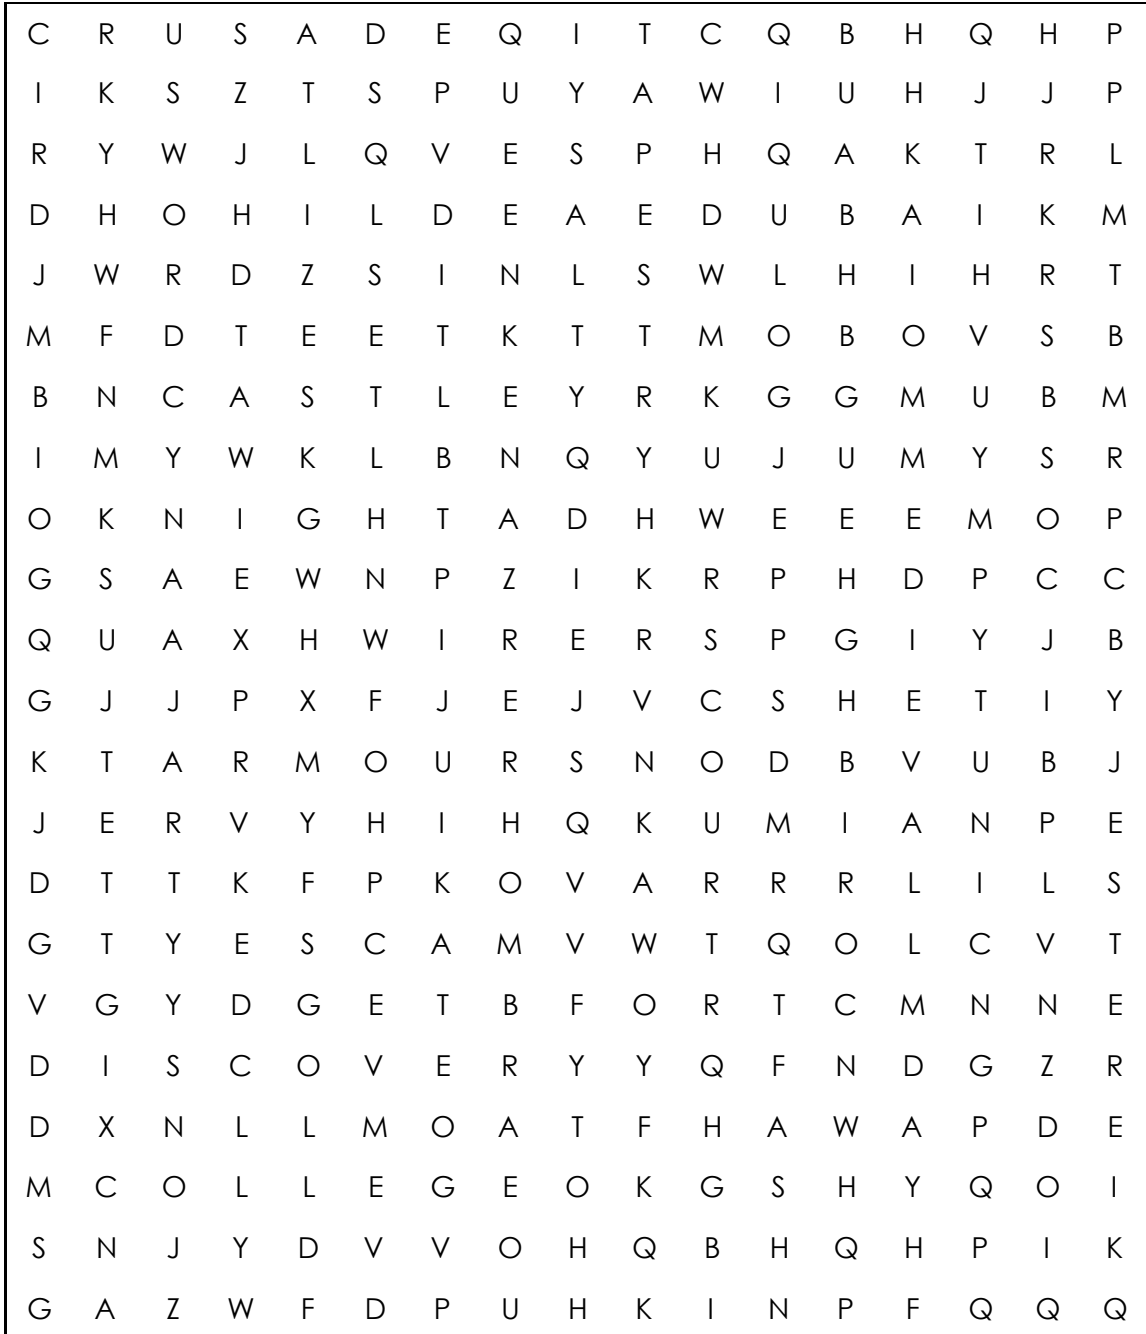 C R U S A D E Q I T C Q B H Q H P
I K S Z T S P U Y A W I U H J J P
R Y W J L Q V E S P H Q A K T R L
D H O H I L D E A E D U B A I K M
J W R D Z S I N L S W L H I H R T
M F D T E E T K T T M O B O V S B
B N C A S T L E Y R K G G M U B M
I M Y W K L B N Q Y U J U M Y S R
O K N I G H T A D H W E E E M O P
G S A E W N P Z I K R P H D P C C
Q U A X H W I R E R S P G I Y J B
G J J P X F J E J V C S H E T I Y
K T A R M O U R S N O D B V U B J
J E R V Y H I H Q K U M I A N P E
D T T K F P K O V A R R R L I L S
G T Y E S C A M V W T Q O L C V T
V G Y D G E T B F O R T C M N N E
D I S C O V E R Y Y Q F N D G Z R
D X N L L M O A T F H A W A P D E
M C O L L E G E O K G S H Y Q O I
S N J Y D V V O H Q B H Q H P I K
G A Z W F D P U H K I N P F Q Q Q